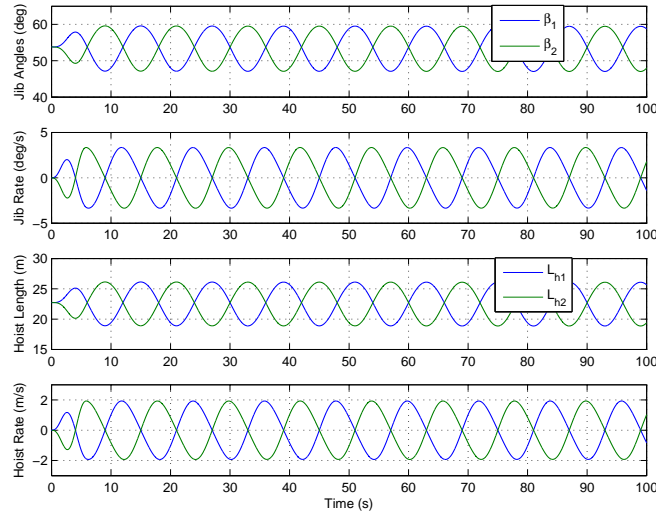 Jib Angles (deg)
60
50
40
β1
β2
0 10 20 30 40 50 60 70 80 90 100
Jib Rate (deg/s)
5
0
−5
0 10 20 30 40 50 60 70 80 90 100
Hoist Length (m)
30
25
20
15
Lh1
Lh2
0 10 20 30 40 50 60 70 80 90 100
Hoist Rate (m/s)
2
0
−2
0 10 20 30 40 50 60 70 80 90 100
Time (s)